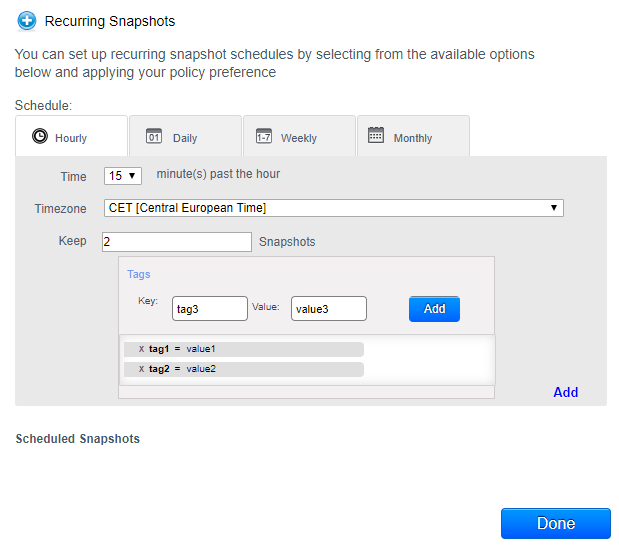 Recurring Snapshots
You can set up recurring snapshot schedules by selecting from the available options
below and applying your policy preference
Schedule:
Hourly 01 Daily 1-7 Weekly Monthly
Time 15 minute(s) past the hour
Timezone CET [Central European Time]
Keep 2 Snapshots
Tags
Key: tag3 Value: value3 Add
X tag1 = value1
X tag2 = value2
Add
Scheduled Snapshots
Done